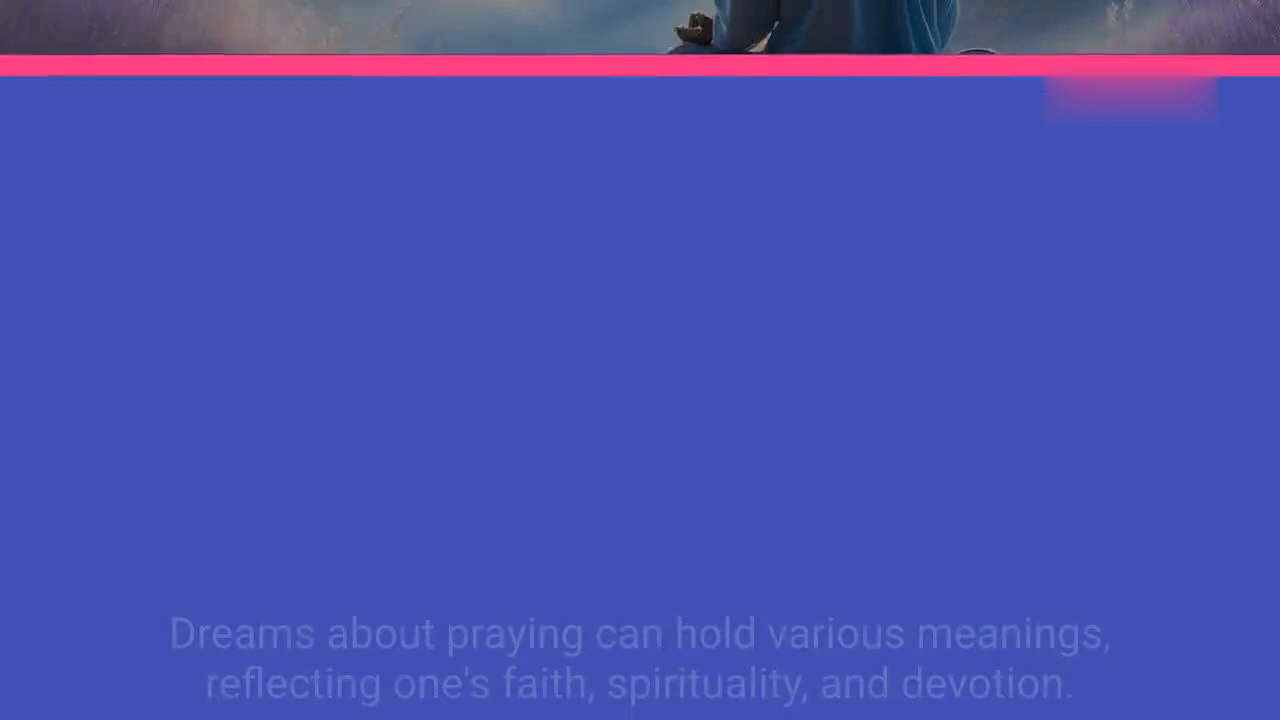 Dreams about praying can hold various meanings,
reflecting one's faith, spirituality, and devotion.